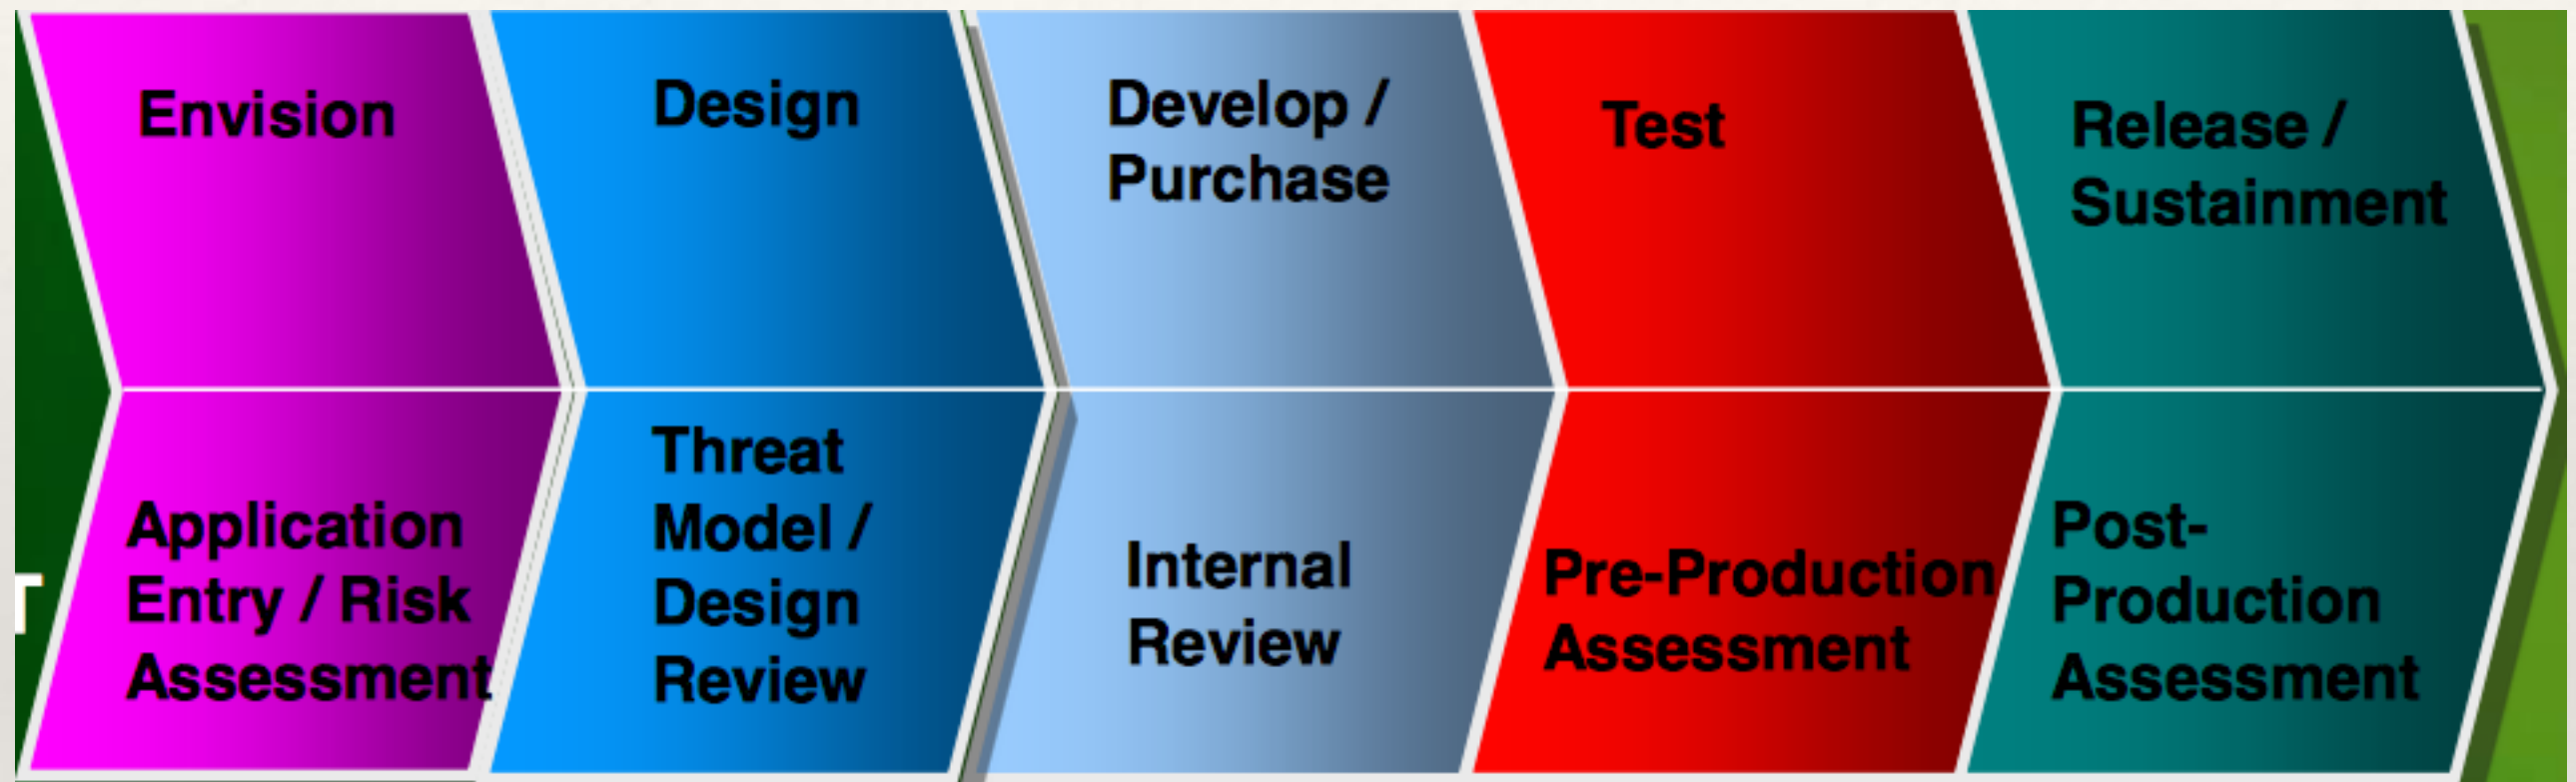 Envision
Design
Develop /
Purchase
Test
Release /
Sustainment
Application
Entry / Risk
Assessment
Threat
Model /
Design
Review
Internal
Review
Pre-Production
Assessment
Post-
Production
Assessment
T